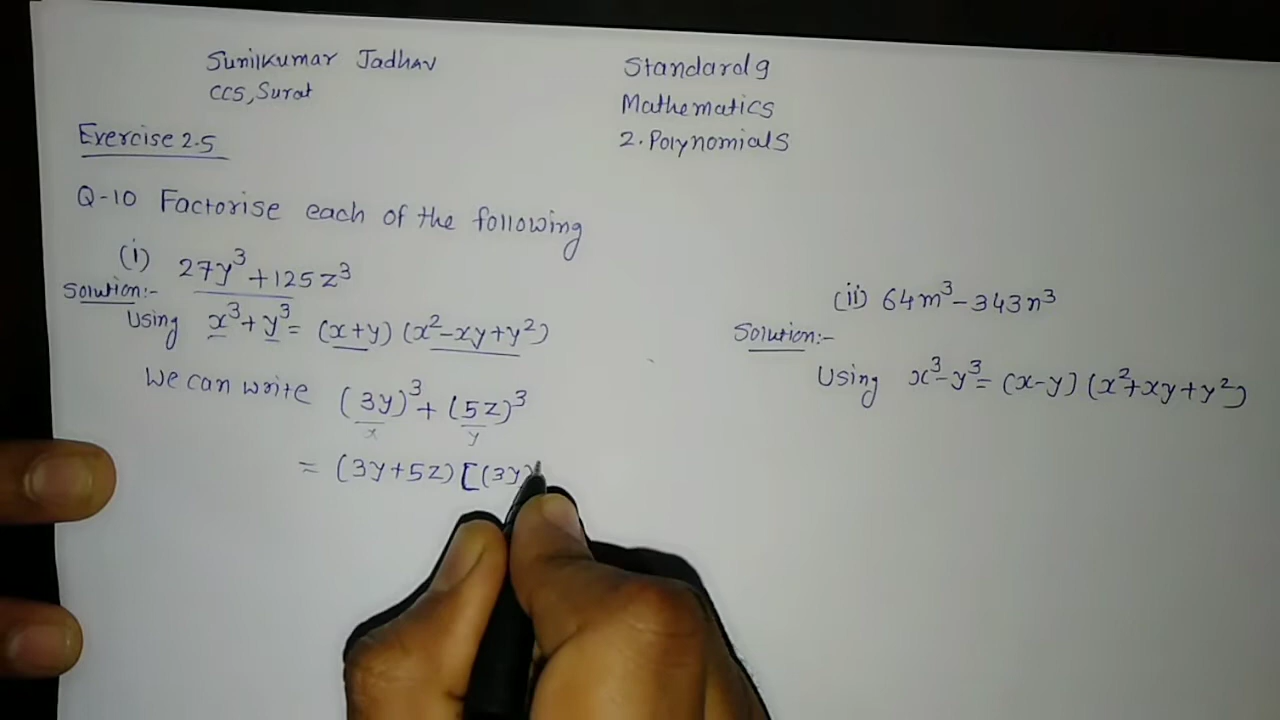 Sunilkumar Jadhav
CCS, Surat
Standard 9
Mathematics
2. Polynomials
Exercise 2.5
Q-10 Factorise each of the following
(i) 27y³+125z³
Solution:-
Using x³+y³= (x+y) (x²-xy+y²)
We can write (3y)³+ (5z)³
x y
= (3y+5z) [(3y)
(ii) 64m³-343n³
Solution:-
Using x³-y³= (x-y) (x²+xy+y²)